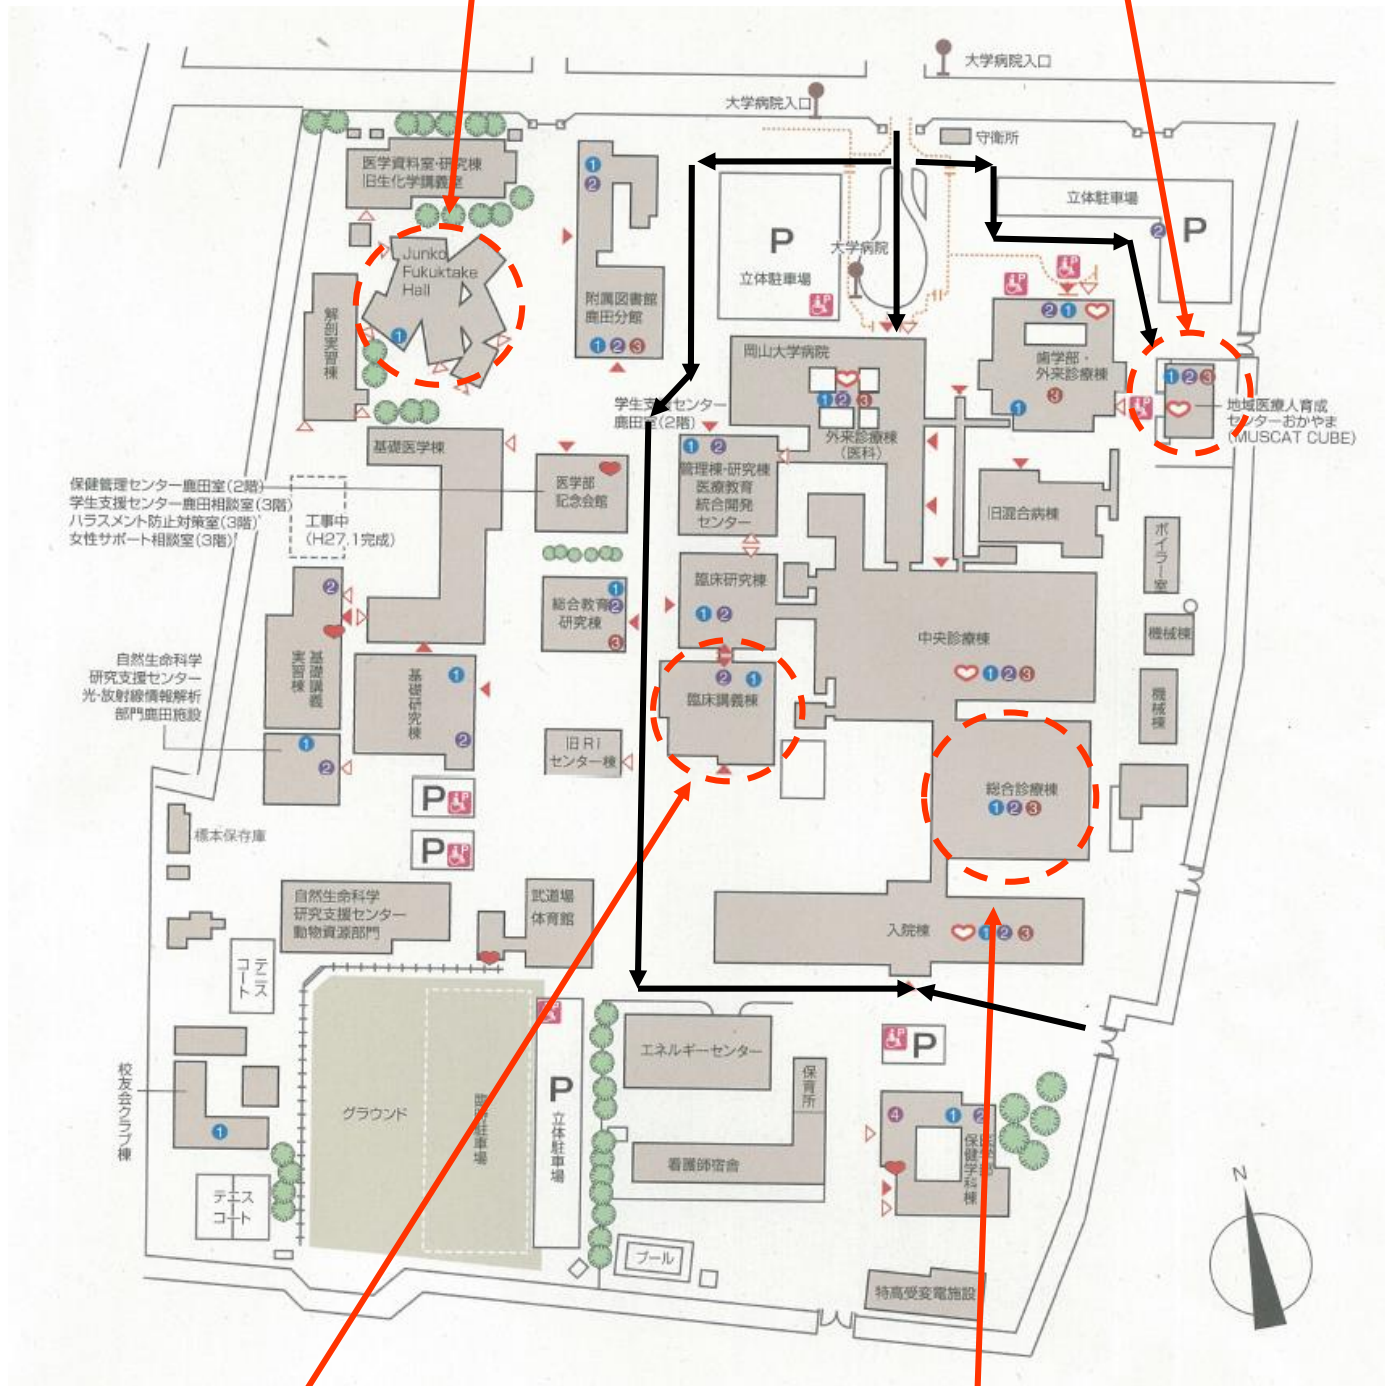 大学病院入口
大学病院入口
守衛所
医学資料室・研究棟
旧生化学講義室
立体駐車場
P
P
立体駐車場
大学病院
Junko
Fukuktake
Hall
附属図書館
鹿田分館
解剖実習棟
岡山大学病院
歯学部・
外来診療棟
地域医療人育成
センターおかやま
(MUSCAT CUBE)
学生支援センター
鹿田室(2階)
外来診療棟
(医科)
基礎医学棟
医学部
記念会館
管理棟・研究棟
医療教育
統合開発
センター
旧混合病棟
保健管理センター鹿田室(2階)
学生支援センター鹿田相談室(3階)
ハラスメント防止対策室(3階)
女性サポート相談室(3階)
工事中
(H27.1完成)
ボイラー室
臨床研究棟
総合教育
研究棟
中央診療棟
機械棟
自然生命科学
研究支援センター
光・放射線情報解析
部門鹿田施設
基礎講義
実習棟
基礎研究棟
臨床講義棟
機械棟
旧RI
センター棟
総合診療棟
P
P
標本保存庫
自然生命科学
研究支援センター
動物資源部門
武道場
体育館
入院棟
テニス
コート
エネルギーセンター
P
保育所
校友会クラブ棟
グラウンド
臨時駐車場
P
立体駐車場
看護師宿舎
保健学科棟
テニス
コート
プール
特高受変電施設
N